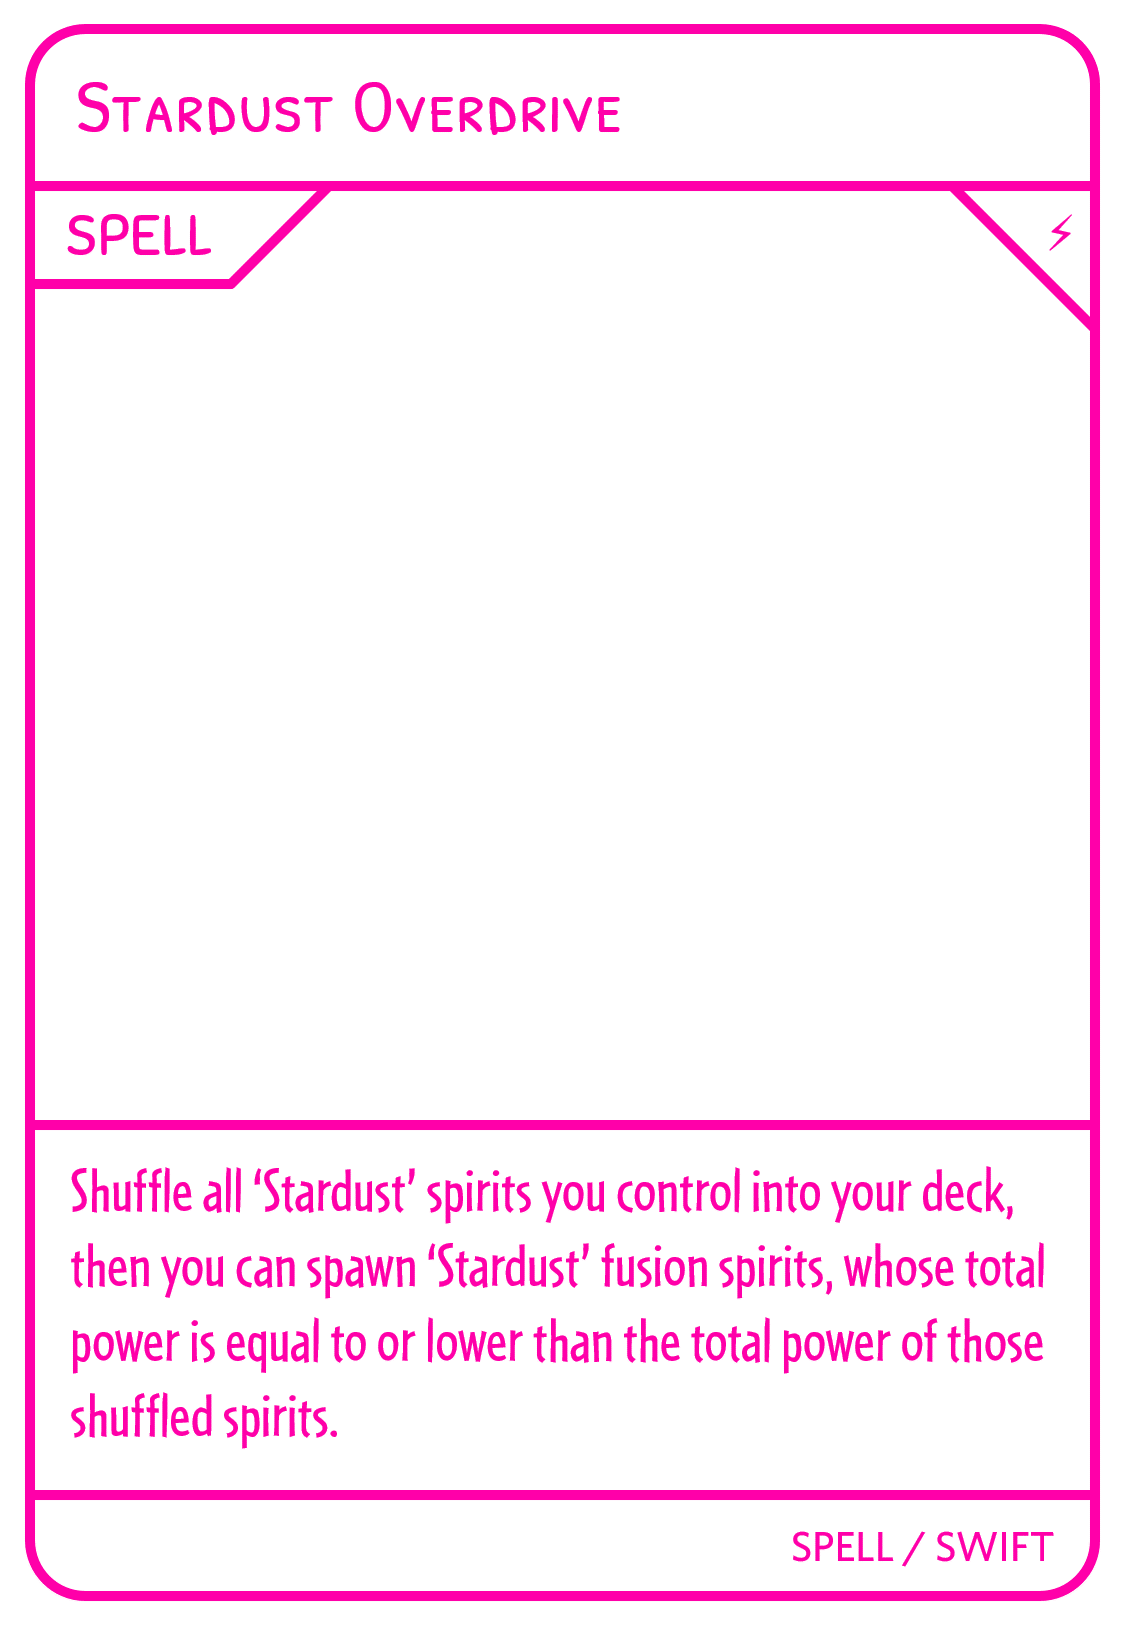 Stardust Overdrive
SPELL
⚡
Shuffle all ‘Stardust’ spirits you control into your deck,
then you can spawn ‘Stardust’ fusion spirits, whose total
power is equal to or lower than the total power of those
shuffled spirits.
SPELL / SWIFT